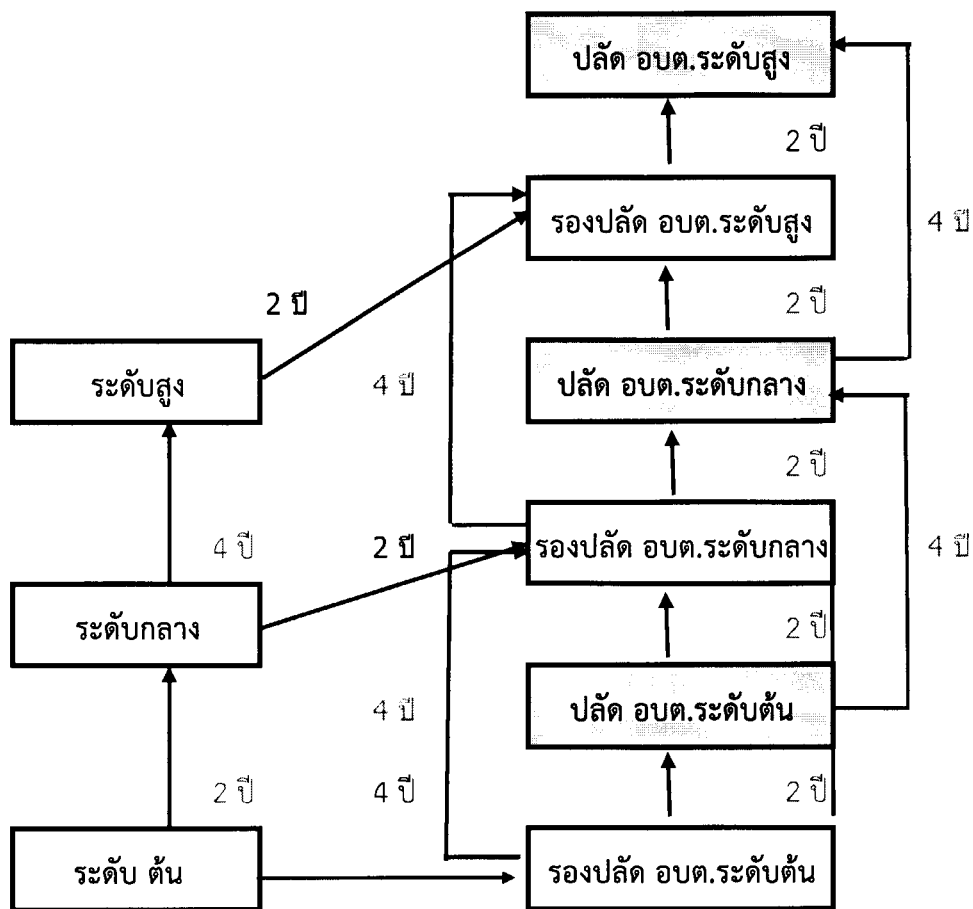 ปลัด อบต.ระดับสูง
2 ปี
รองปลัด อบต.ระดับสูง
4 ปี
2 ปี
2 ปี
ระดับสูง
4 ปี
ปลัด อบต.ระดับกลาง
2 ปี
4 ปี
2 ปี
รองปลัด อบต.ระดับกลาง
4 ปี
ระดับกลาง
2 ปี
4 ปี
ปลัด อบต.ระดับต้น
2 ปี
4 ปี
2 ปี
ระดับ ต้น
รองปลัด อบต.ระดับต้น